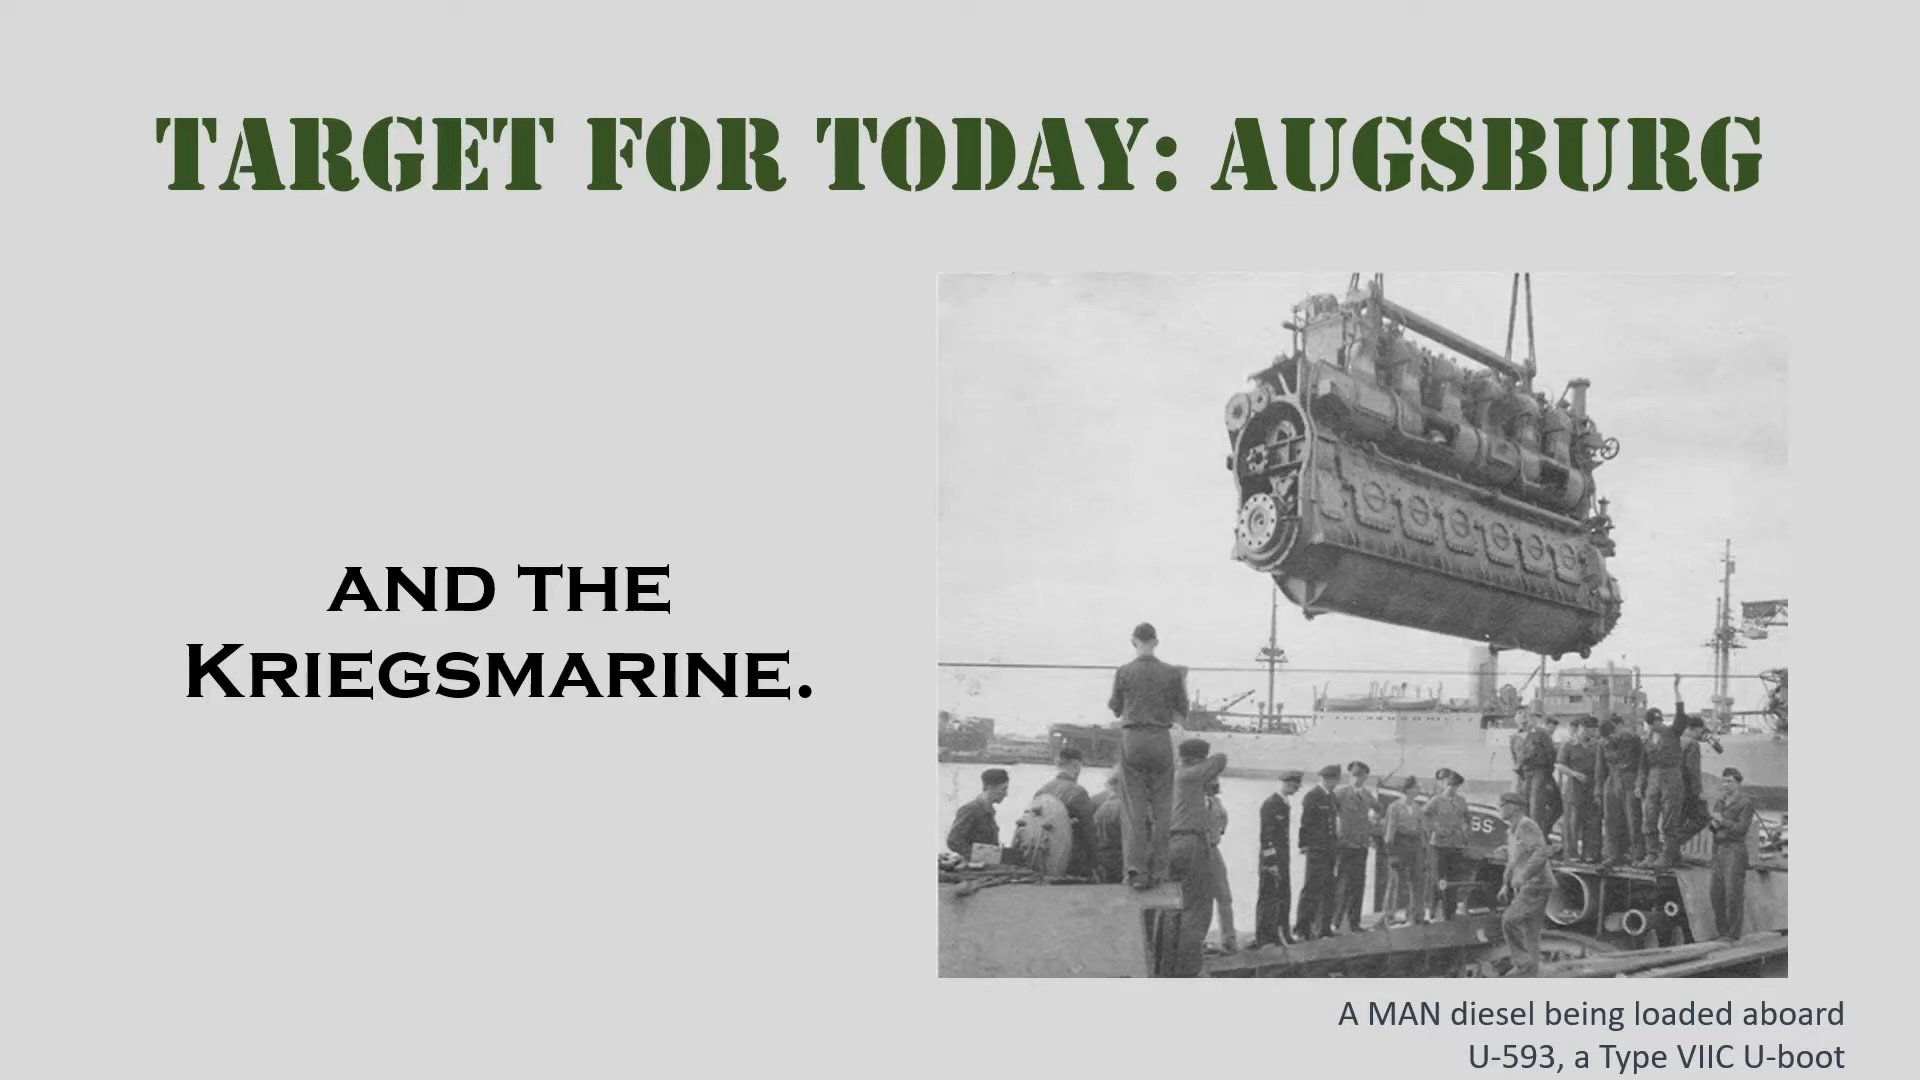 TARGET FOR TODAY: AUGSBURG
AND THE
KRIEGSMARINE.
A MAN diesel being loaded aboard
U-593, a Type VIIC U-boot